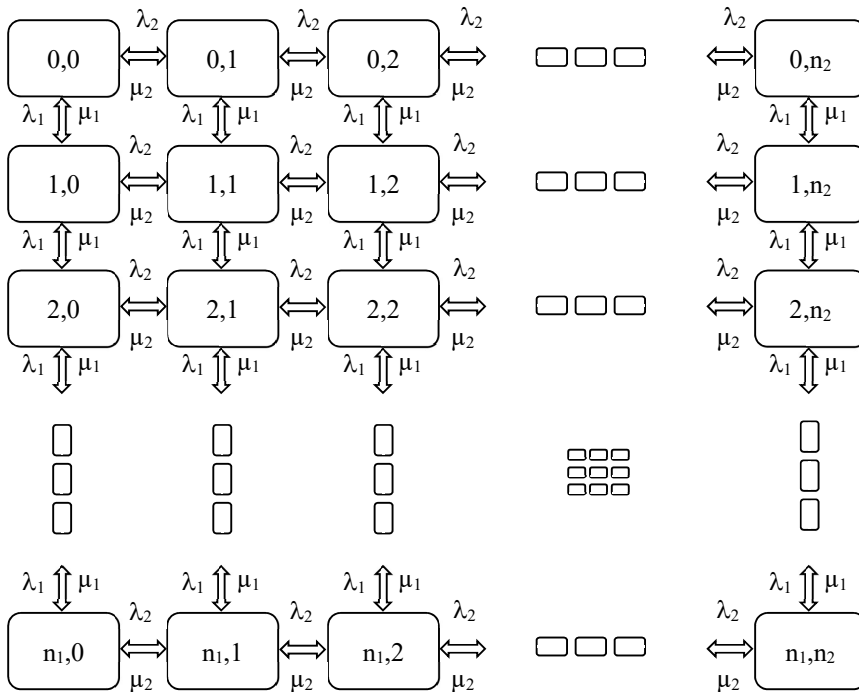 λ₂ λ₂ λ₂ λ₂
0,0 0,1 0,2 0,n₂
μ₂ μ₂ μ₂ μ₂
λ₁ μ₁ λ₁ μ₁ λ₁ μ₁ λ₁ μ₁
λ₂ λ₂ λ₂ λ₂
1,0 1,1 1,2 1,n₂
μ₂ μ₂ μ₂ μ₂
λ₁ μ₁ λ₁ μ₁ λ₁ μ₁ λ₁ μ₁
λ₂ λ₂ λ₂ λ₂
2,0 2,1 2,2 2,n₂
μ₂ μ₂ μ₂ μ₂
λ₁ μ₁ λ₁ μ₁ λ₁ μ₁ λ₁ μ₁
λ₁ μ₁ λ₁ μ₁ λ₁ μ₁ λ₁ μ₁
λ₂ λ₂ λ₂ λ₂
n₁,0 n₁,1 n₁,2 n₁,n₂
μ₂ μ₂ μ₂ μ₂